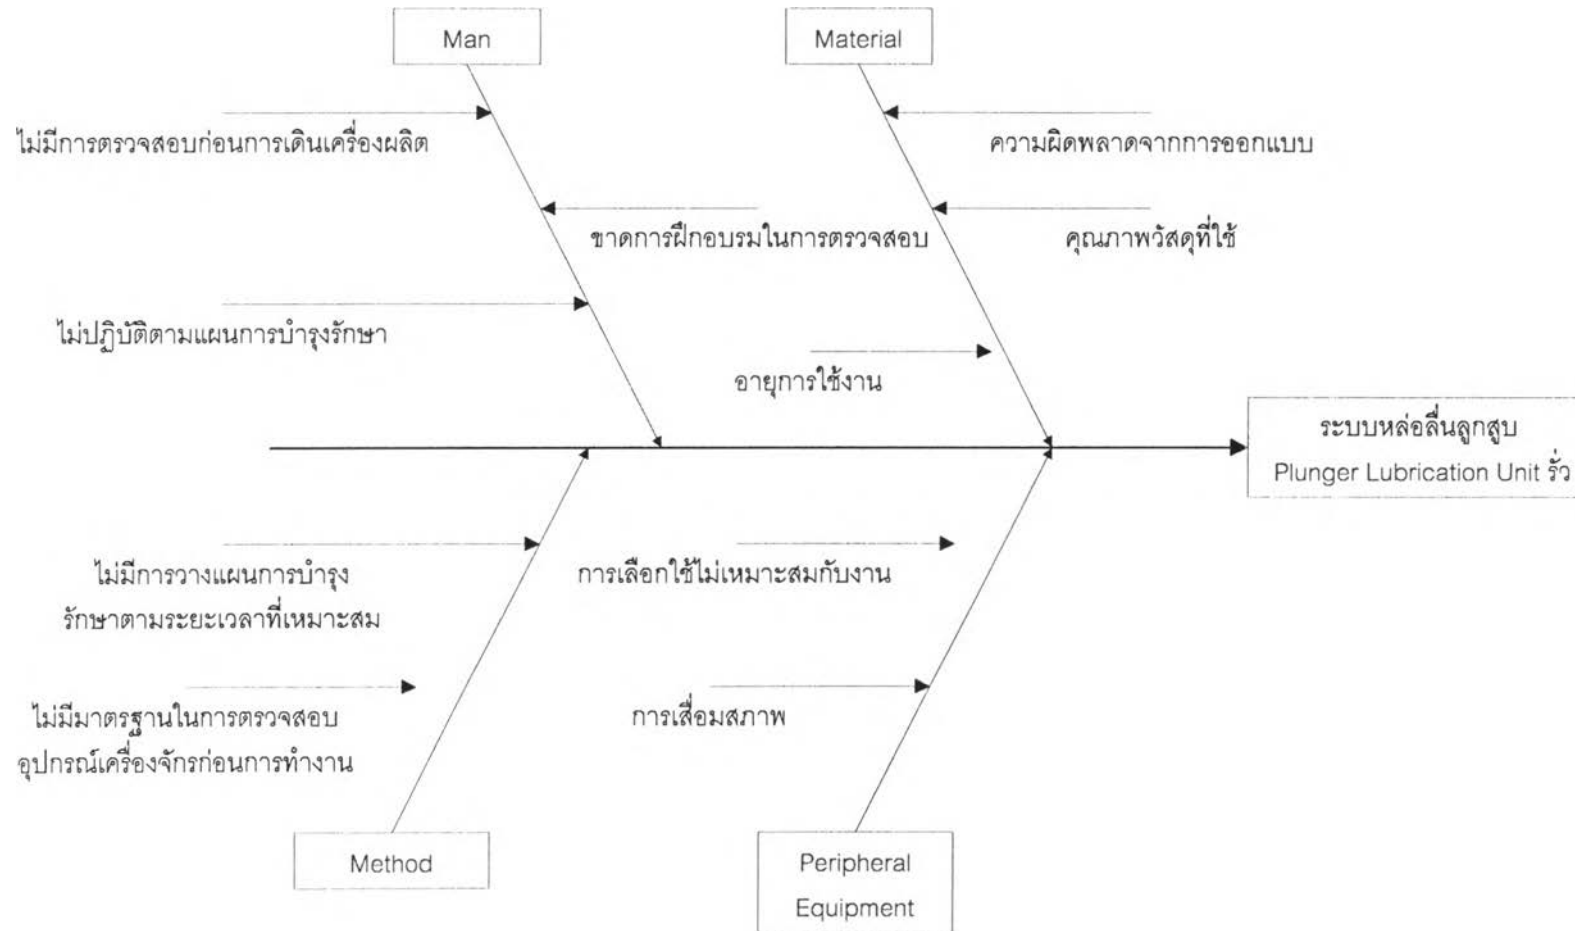 Man
Material
ไม่มีการตรวจสอบก่อนการเดินเครื่องผลิต
ความผิดพลาดจากการออกแบบ
ขาดการฝึกอบรมในการตรวจสอบ
คุณภาพวัสดุที่ใช้
ไม่ปฏิบัติตามแผนการบำรุงรักษา
อายุการใช้งาน
ระบบหล่อลื่นลูกสูบ
Plunger Lubrication Unit รั่ว
ไม่มีการวางแผนการบำรุง
รักษาตามระยะเวลาที่เหมาะสม
การเลือกใช้ไม่เหมาะสมกับงาน
ไม่มีมาตรฐานในการตรวจสอบ
อุปกรณ์เครื่องจักรก่อนการทำงาน
การเสื่อมสภาพ
Method
Peripheral
Equipment